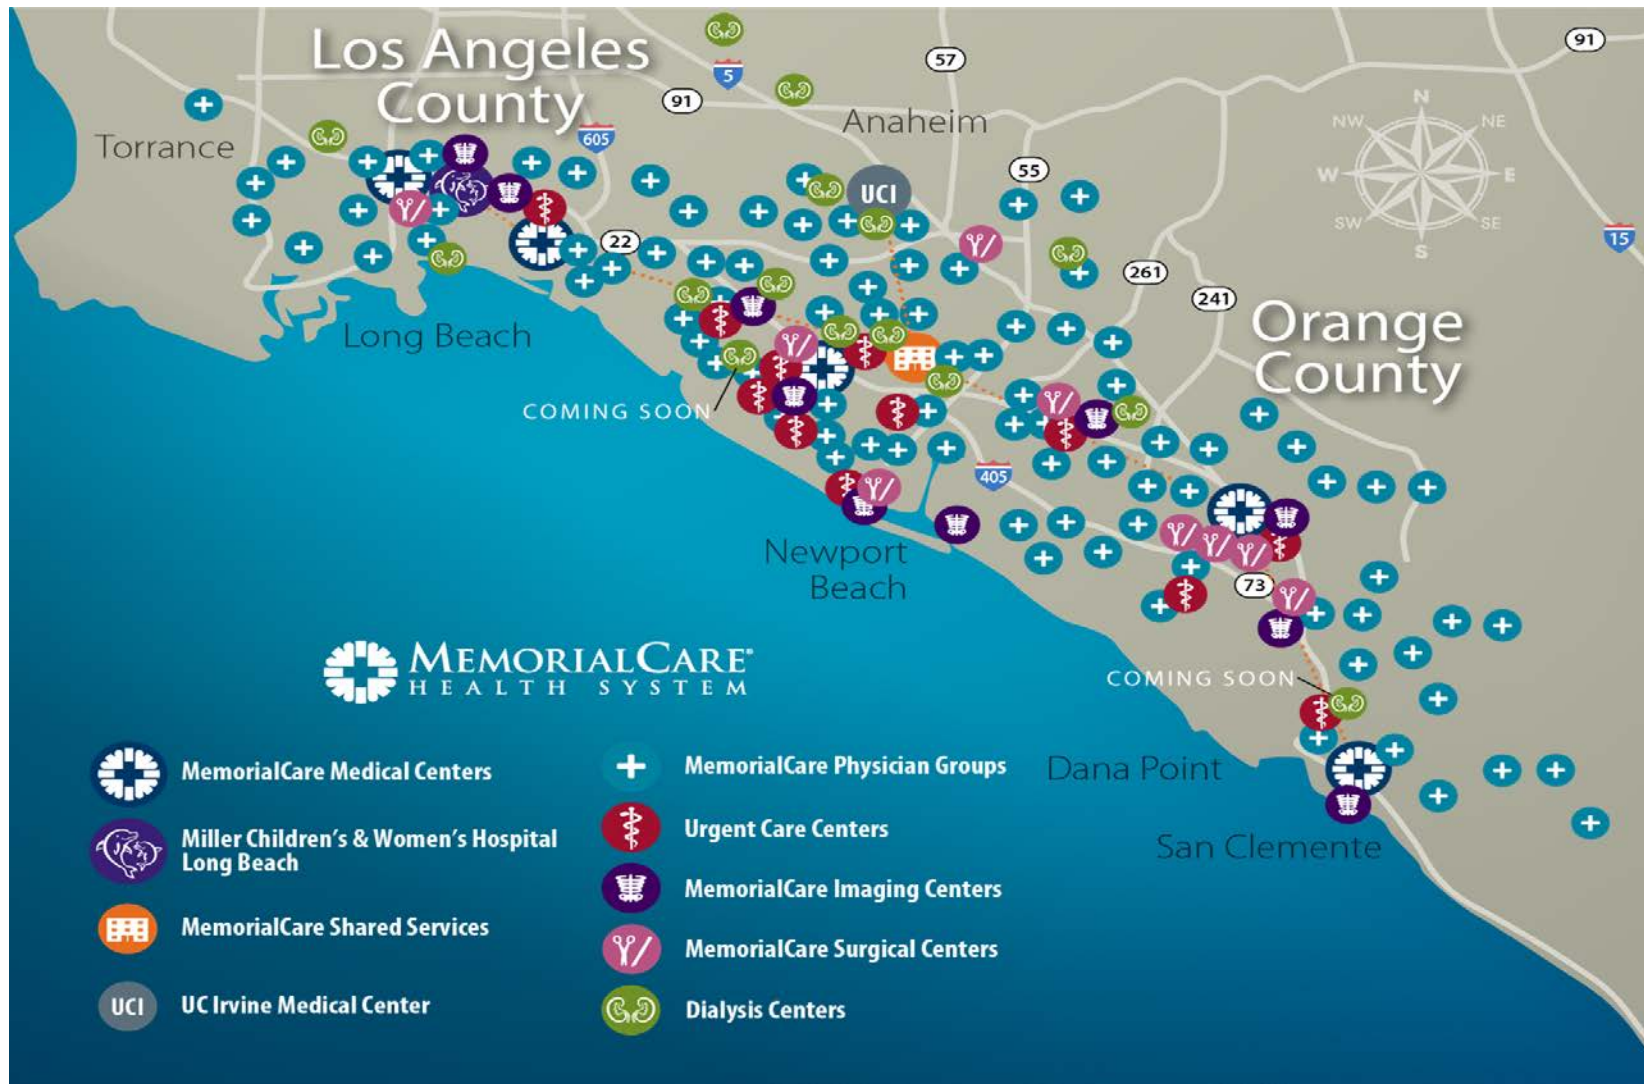 Los Angeles
County
5
57
91
91
Torrance
605
Anaheim
N
NW
NE
W
E
SW
SE
S
55
UCI
22
15
261
241
Long Beach
Orange
County
COMING SOON
405
Newport
Beach
73
MEMORIALCARE®
HEALTH SYSTEM
COMING SOON
Dana Point
San Clemente
MemorialCare Medical Centers
Miller Children's & Women's Hospital
Long Beach
MemorialCare Shared Services
UCI
UC Irvine Medical Center
MemorialCare Physician Groups
Urgent Care Centers
MemorialCare Imaging Centers
MemorialCare Surgical Centers
Dialysis Centers